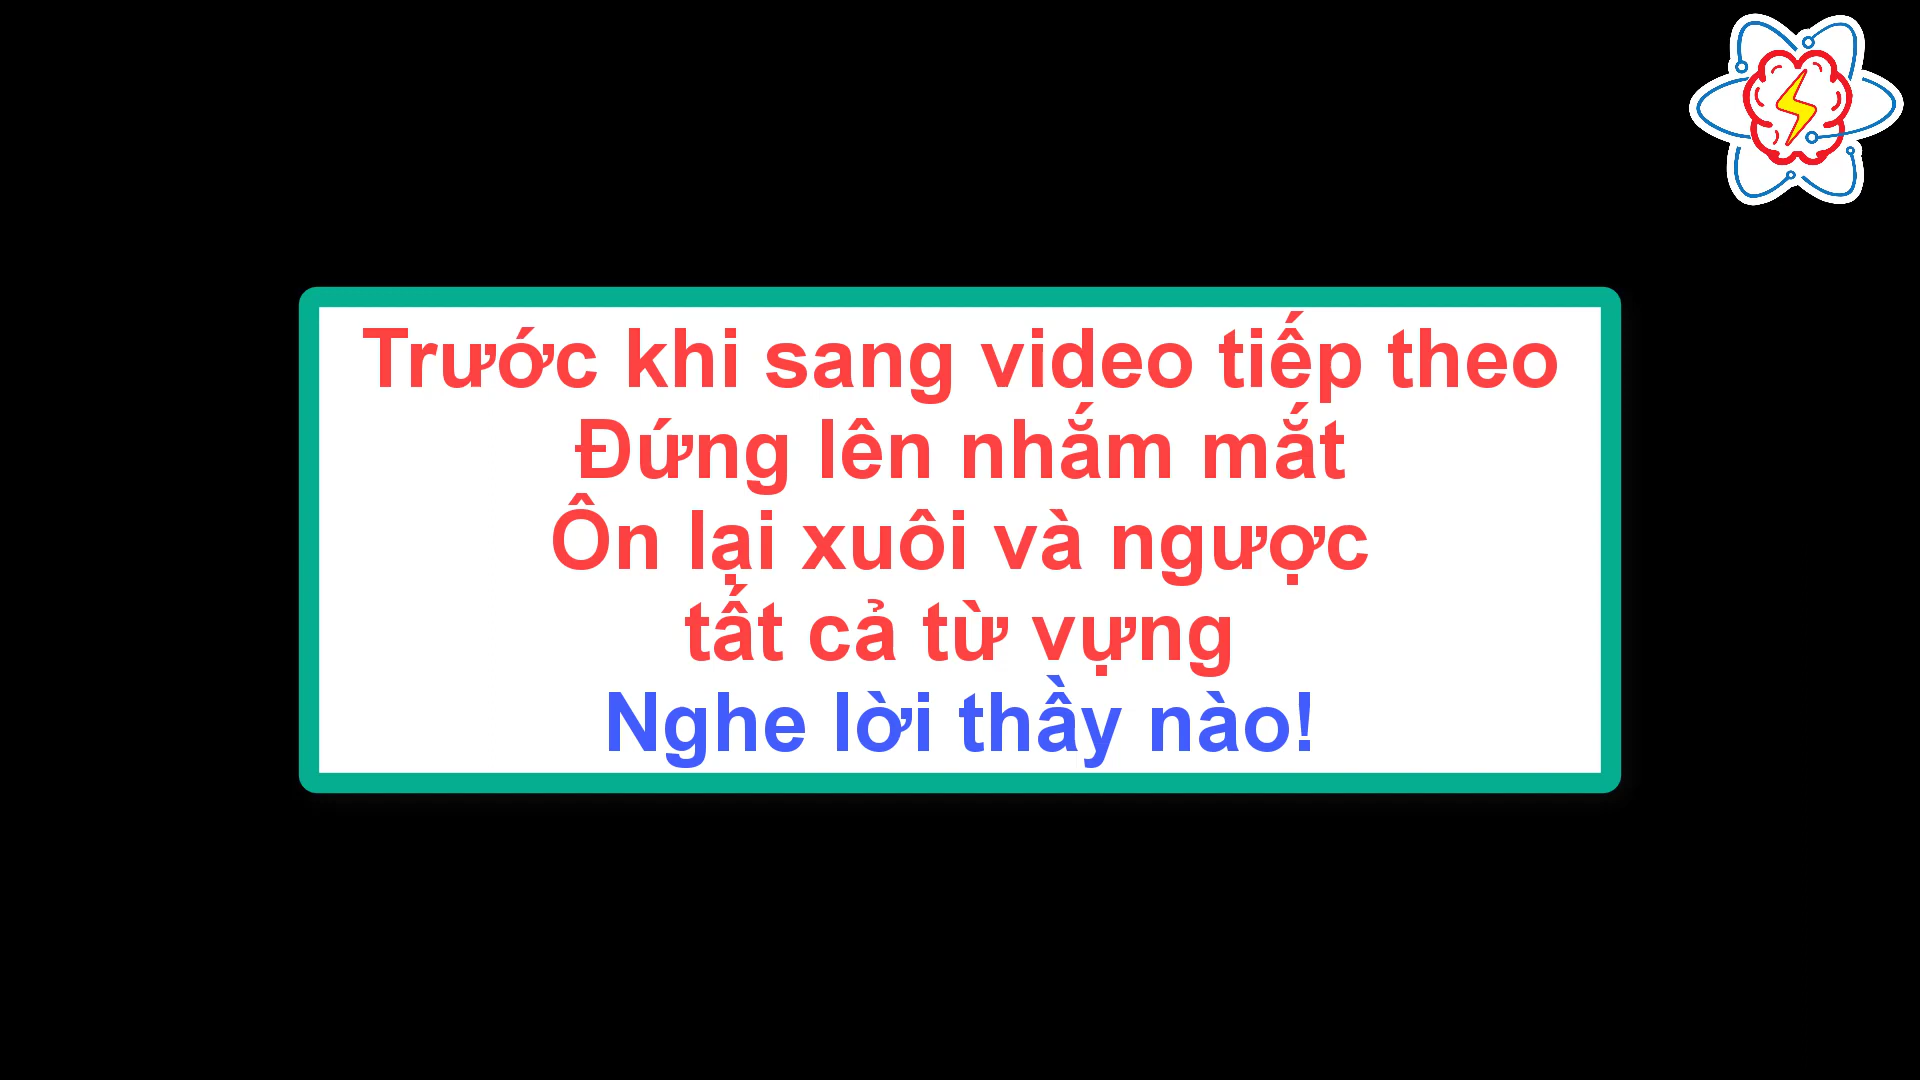 Trước khi sang video tiếp theo
Đứng lên nhắm mắt
Ôn lại xuôi và ngược
tất cả từ vựng
Nghe lời thầy nào!